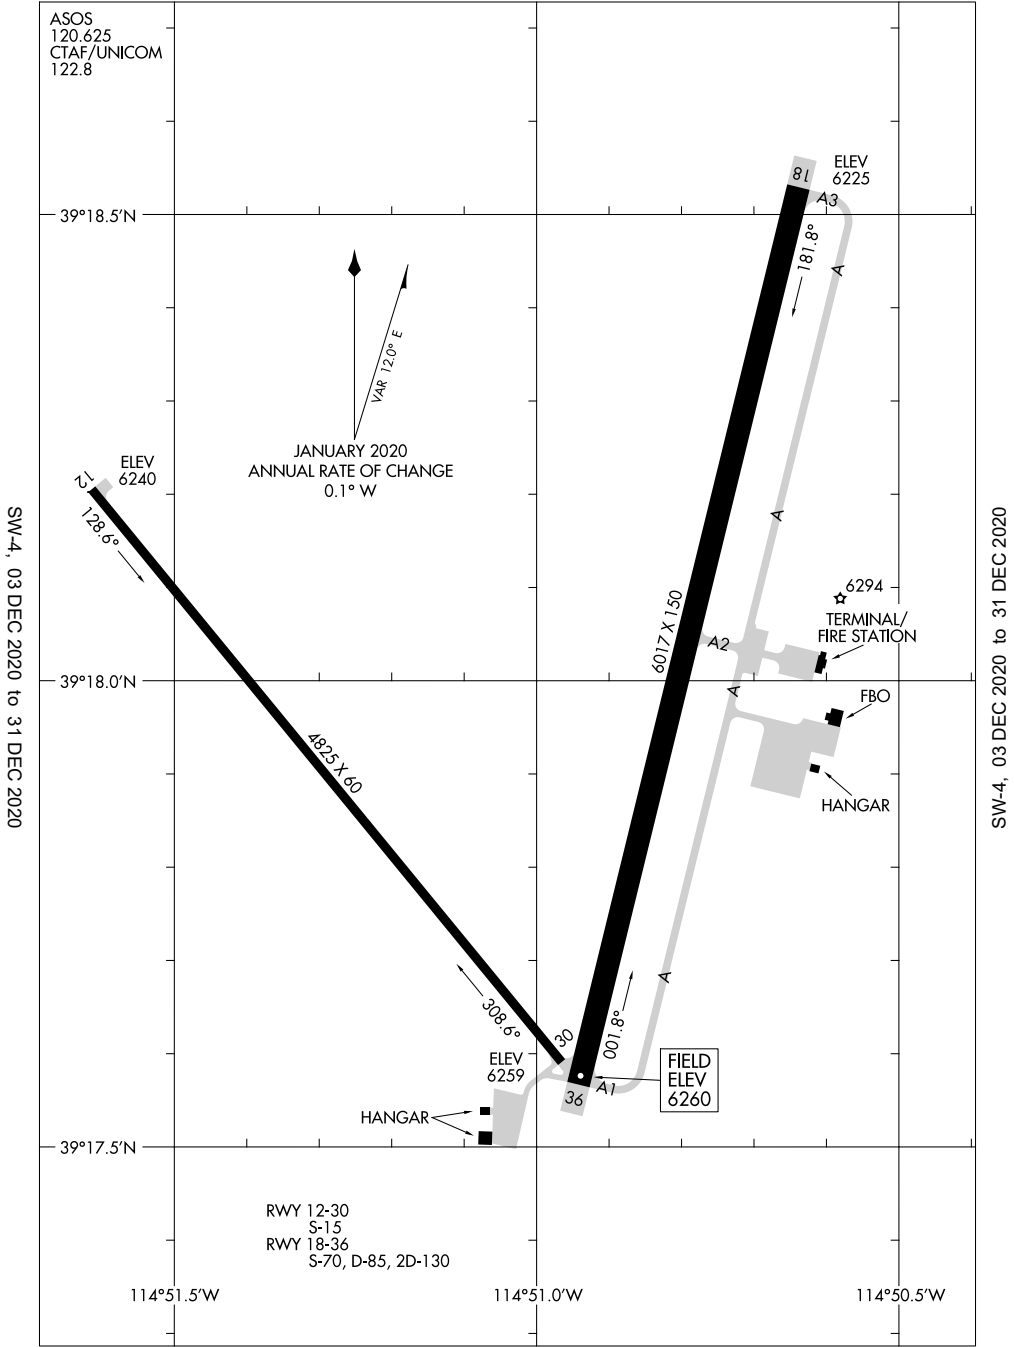 ASOS
120.625
CTAF/UNICOM
122.8
ELEV
6225
18
A3
39°18.5'N
181.8°
A
VAR 12.0° E
JANUARY 2020
ANNUAL RATE OF CHANGE
0.1° W
ELEV
6240
12
128.6°
A
6294
TERMINAL/
FIRE STATION
6017 X 150
A2
39°18.0'N
A
FBO
4825 X 60
HANGAR
A
308.6°
30
001.8°
ELEV
6259
FIELD
ELEV
6260
A1
36
HANGAR
39°17.5'N
RWY 12-30
S-15
RWY 18-36
S-70, D-85, 2D-130
114°51.5'W
114°51.0'W
114°50.5'W
SW-4, 03 DEC 2020 to 31 DEC 2020
SW-4, 03 DEC 2020 to 31 DEC 2020